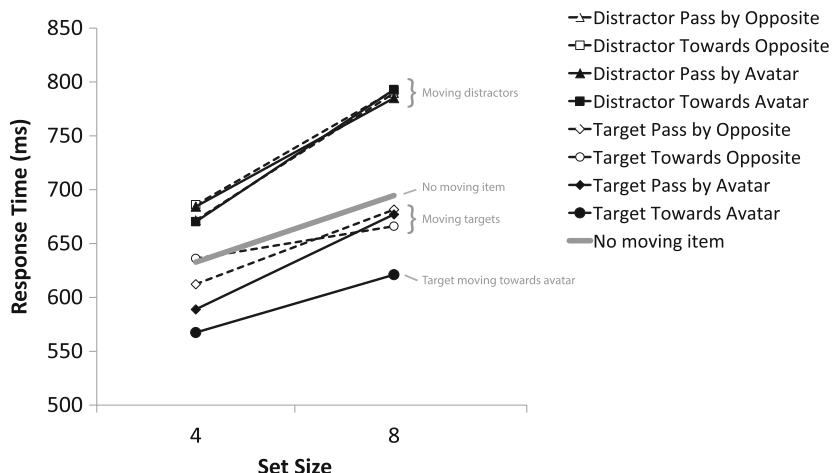 850
800
750
700
650
600
550
500
Response Time (ms)
4
8
Set Size
Moving distractors
No moving item
Moving targets
Target moving towards avatar
Distractor Pass by Opposite
Distractor Towards Opposite
Distractor Pass by Avatar
Distractor Towards Avatar
Target Pass by Opposite
Target Towards Opposite
Target Pass by Avatar
Target Towards Avatar
No moving item